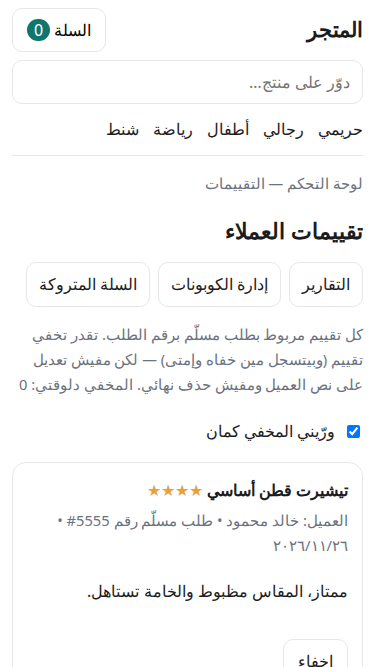 المتجر
السلة 0
دوّر على منتج...
حريمي رجالي أطفال رياضة شنط
لوحة التحكم — التقييمات
تقييمات العملاء
التقارير إدارة الكوبونات السلة المتروكة
كل تقييم مربوط بطلب مسلّم برقم الطلب. تقدر تخفي
تقييم (وبيتسجل مين خفاه وإمتى) — لكن مفيش تعديل
على نص العميل ومفيش حذف نهائي. المخفي دلوقتي: 0
ورّيني المخفي كمان
تيشيرت قطن أساسي ★★★★
العميل: خالد محمود • طلب مسلّم رقم 5555# •
٢٠٢٦/١١/٢٦
ممتاز، المقاس مظبوط والخامة تستاهل.
إخفاء